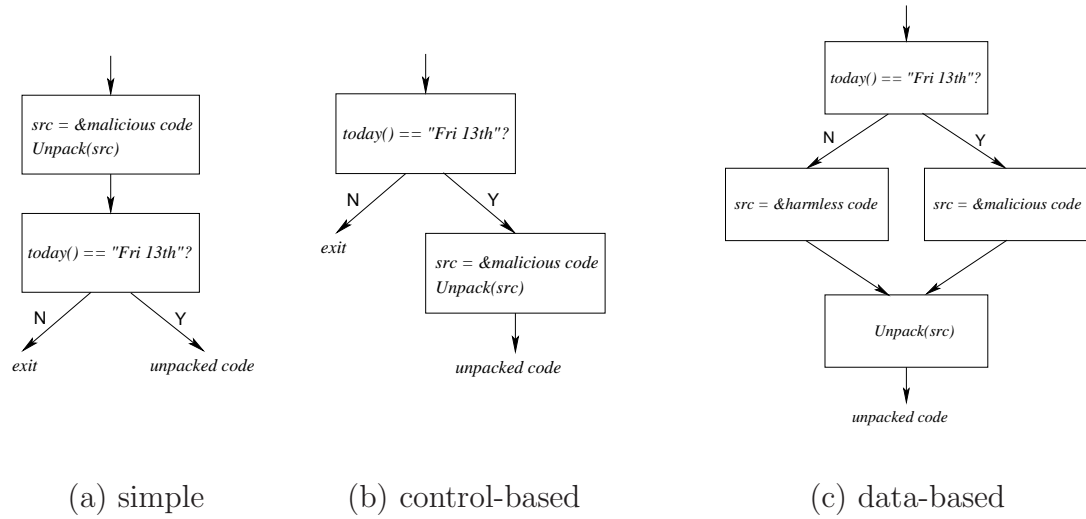 src = &malicious code
Unpack(src)
today() == "Fri 13th"?
N
Y
exit
unpacked code
(a) simple
today() == "Fri 13th"?
N
Y
exit
src = &malicious code
Unpack(src)
unpacked code
(b) control-based
today() == "Fri 13th"?
N
Y
src = &harmless code
src = &malicious code
Unpack(src)
unpacked code
(c) data-based